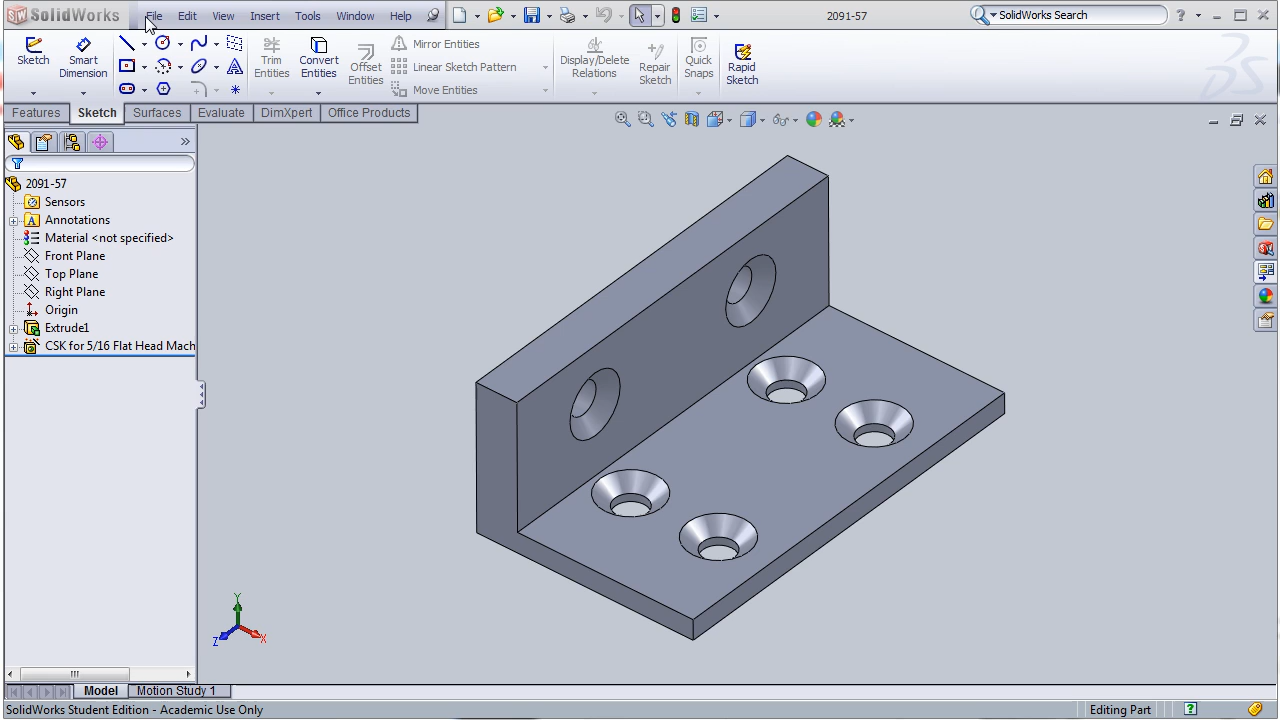 SolidWorks File Edit View Insert Tools Window Help 2091-57 SolidWorks Search ?
Sketch
Smart Dimension
Trim Entities
Convert Entities
Offset Entities
Mirror Entities
Linear Sketch Pattern
Move Entities
Display/Delete Relations
Repair Sketch
Quick Snaps
Rapid Sketch
Features Sketch Surfaces Evaluate DimXpert Office Products
2091-57
Sensors
Annotations
Material <not specified>
Front Plane
Top Plane
Right Plane
Origin
Extrude1
CSK for 5/16 Flat Head Mach
Y
Z X
Model Motion Study 1
SolidWorks Student Edition - Academic Use Only Editing Part ?